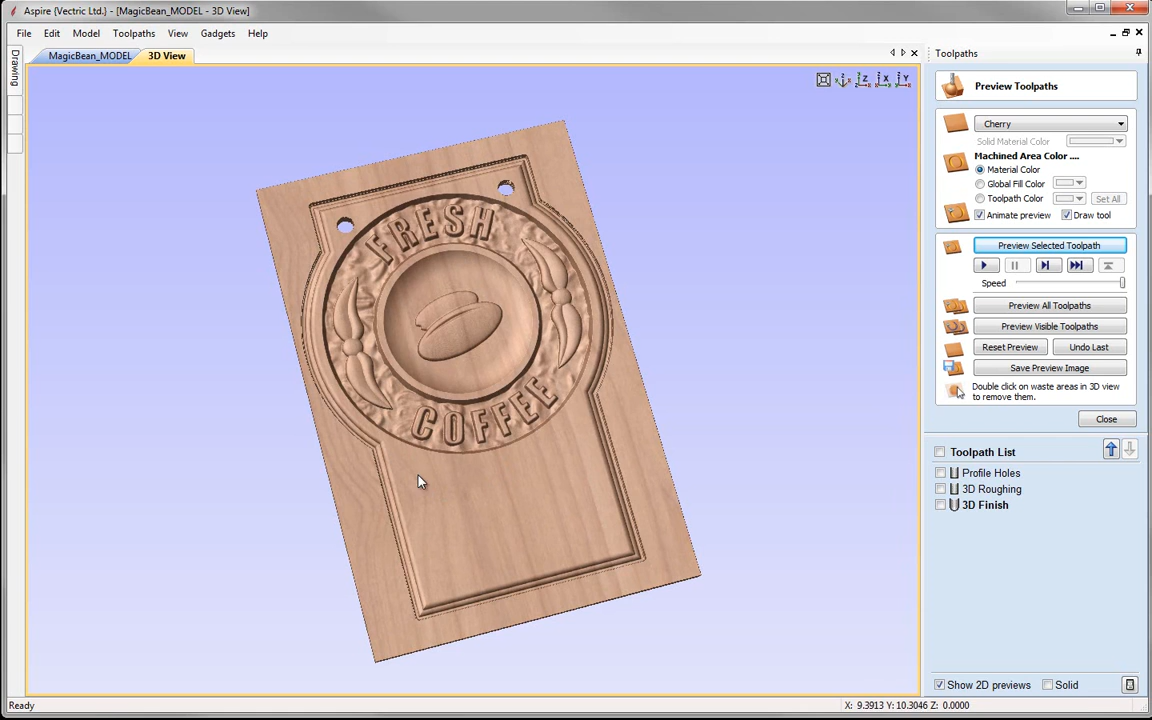 Aspire {Vectric Ltd.} - [MagicBean_MODEL - 3D View]
File Edit Model Toolpaths View Gadgets Help
Drawing
MagicBean_MODEL 3D View
Z X Y
FRESH
COFFEE
Toolpaths
Preview Toolpaths
Cherry
Solid Material Color
Machined Area Color ....
Material Color
Global Fill Color
Toolpath Color Set All
Animate preview Draw tool
Preview Selected Toolpath
Speed
Preview All Toolpaths
Preview Visible Toolpaths
Reset Preview Undo Last
Save Preview Image
Double click on waste areas in 3D view
to remove them.
Close
Toolpath List
Profile Holes
3D Roughing
3D Finish
Show 2D previews Solid
Ready X: 9.3913 Y: 10.3046 Z: 0.0000